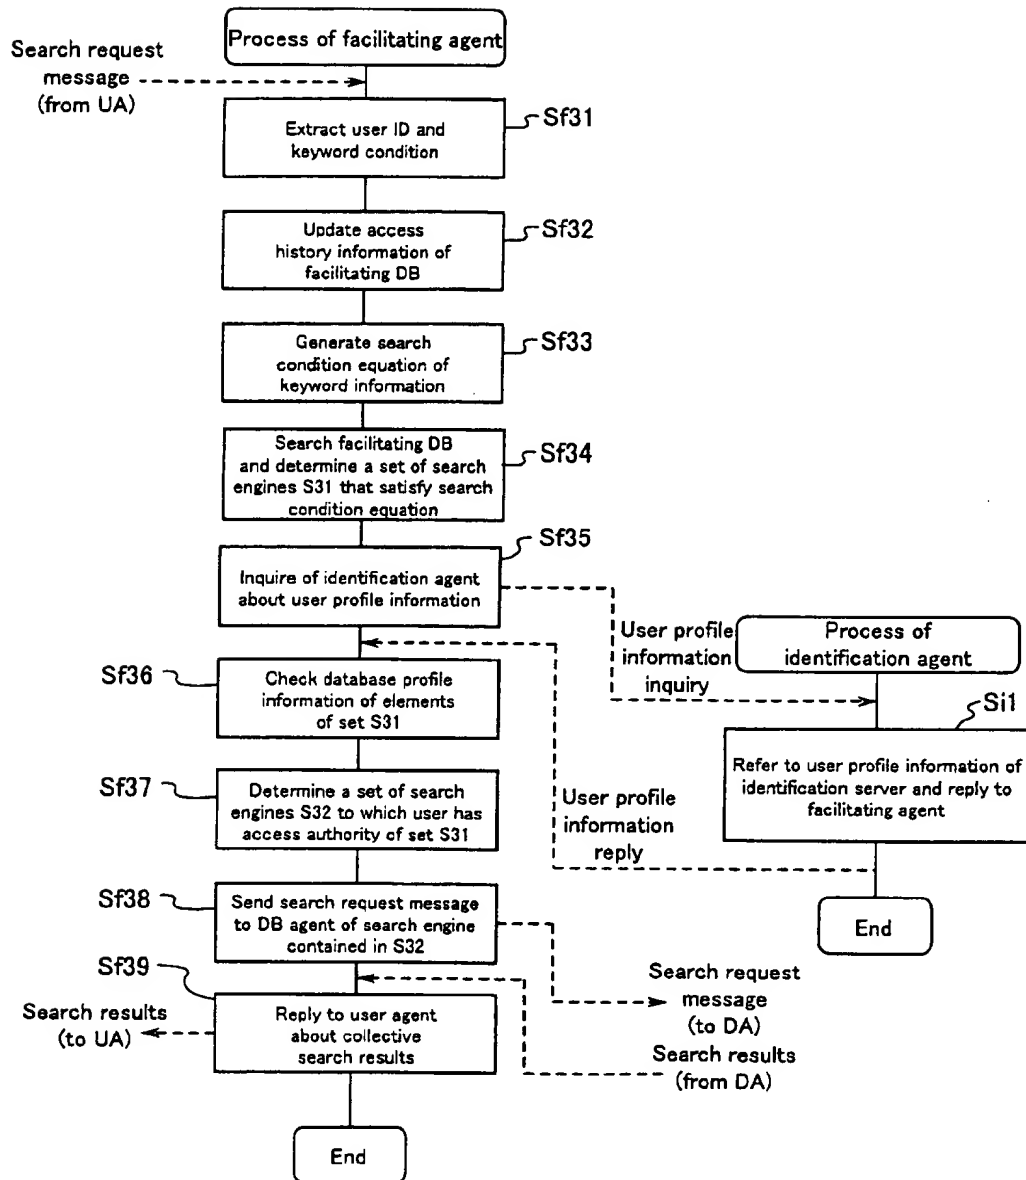 Process of facilitating agent
Search request
message
(from UA)
Sf31
Extract user ID and
keyword condition
Sf32
Update access
history information of
facilitating DB
Sf33
Generate search
condition equation of
keyword information
Sf34
Search facilitating DB
and determine a set of search
engines S31 that satisfy search
condition equation
Sf35
Inquire of identification agent
about user profile information
User profile
information
inquiry
Process of
identification agent
Sf36
Check database profile
information of elements
of set S31
Si1
Refer to user profile information of
identification server and reply to
facilitating agent
Sf37
Determine a set of search
engines S32 to which user has
access authority of set S31
User profile
information
reply
Sf38
Send search request message
to DB agent of search engine
contained in S32
End
Sf39
Search request
message
(to DA)
Search results
(to UA)
Reply to user agent
about collective
search results
Search results
(from DA)
End